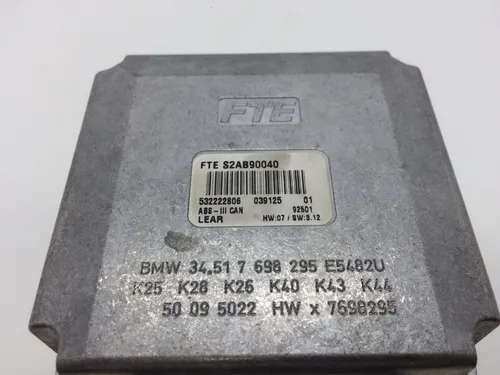 FTE
FTE S2AB90040
532222806 039125 01
ABS-III CAN 92501
LEAR HW:07 / SW:8.12
BMW 34.51 7 698 295 E5482U
K25 K28 K26 K40 K43 K44
50 09 5022 HW x 7698295